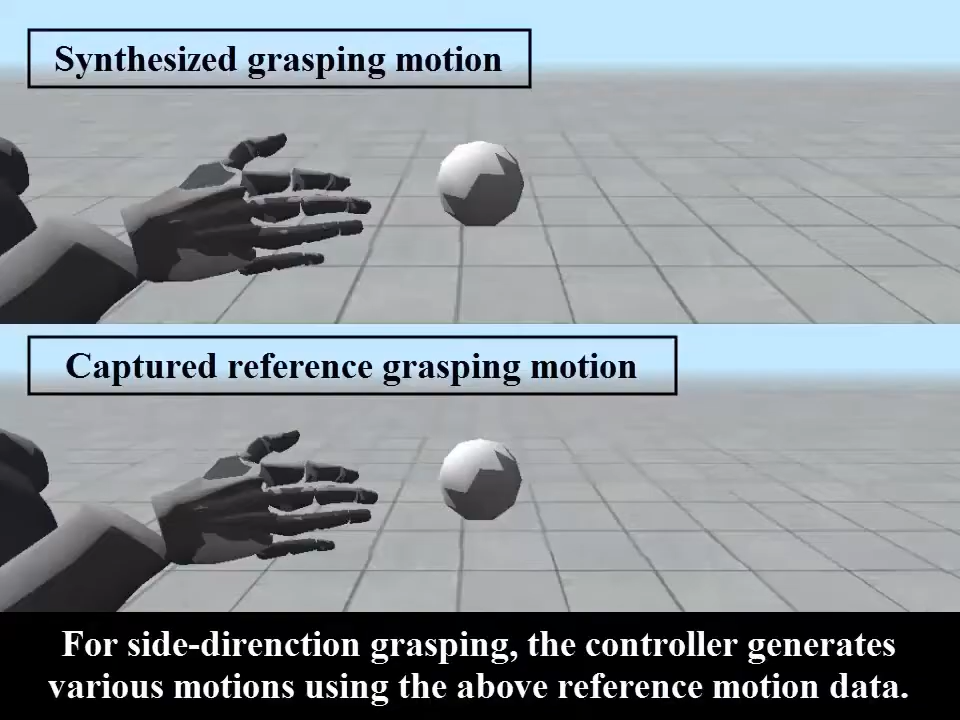 Synthesized grasping motion
Captured reference grasping motion
For side-direnction grasping, the controller generates
various motions using the above reference motion data.